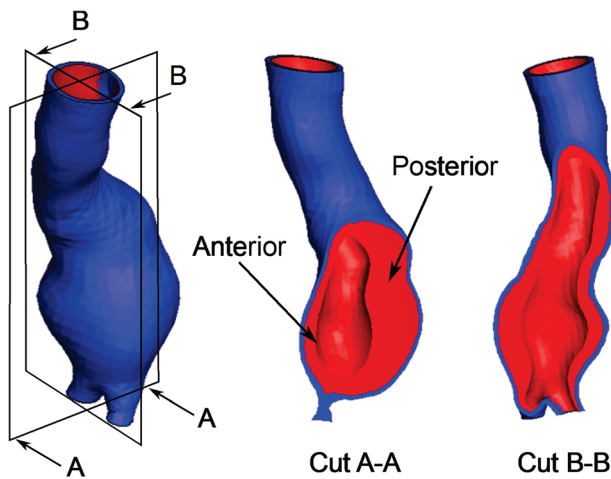 B
B
Posterior
Anterior
A
A
Cut A-A
Cut B-B